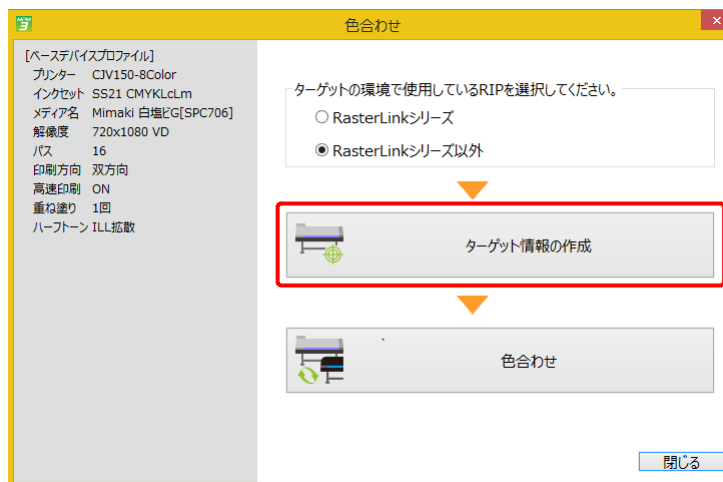 色合わせ
[ベースデバイスプロファイル]
プリンター CJV150-8Color
インクセット SS21 CMYKLcLm
メディア名 Mimaki 白塩ビG[SPC706]
解像度 720x1080 VD
パス 16
印刷方向 双方向
高速印刷 ON
重ね塗り 1回
ハーフトーン ILL拡散
ターゲットの環境で使用しているRIPを選択してください。
RasterLinkシリーズ
RasterLinkシリーズ以外
ターゲット情報の作成
色合わせ
閉じる